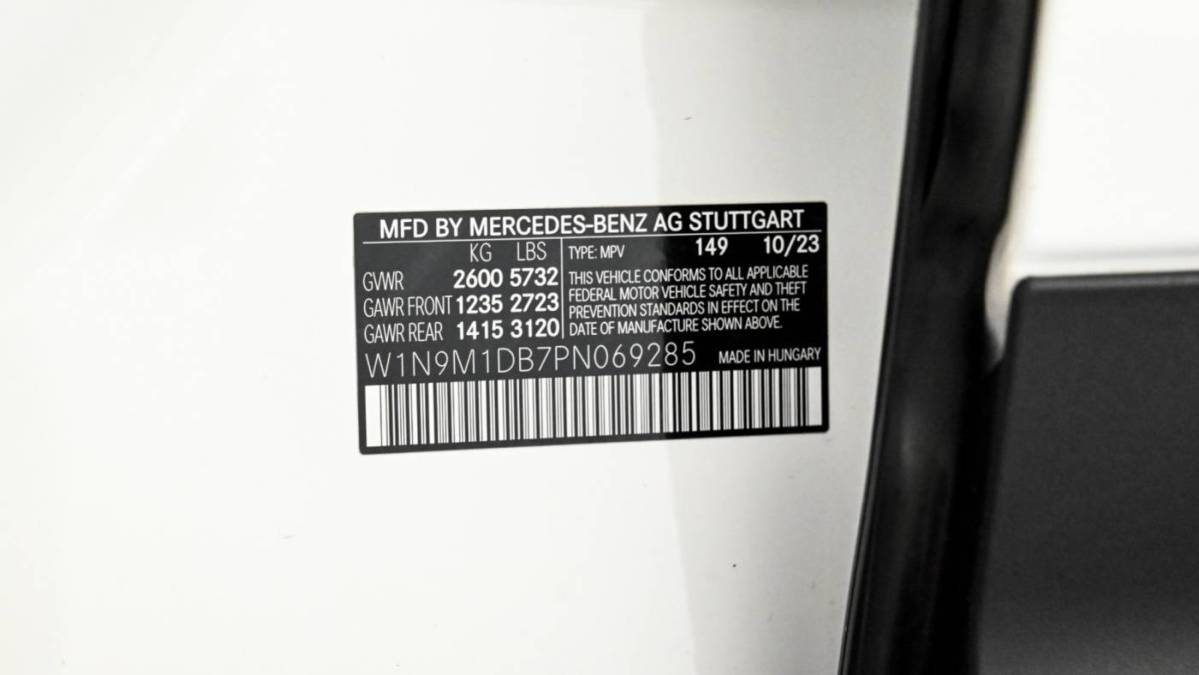 MFD BY MERCEDES-BENZ AG STUTTGART
KG LBS
GVWR 2600 5732
GAWR FRONT 1235 2723
GAWR REAR 1415 3120
TYPE: MPV 149 10/23
THIS VEHICLE CONFORMS TO ALL APPLICABLE
FEDERAL MOTOR VEHICLE SAFETY AND THEFT
PREVENTION STANDARDS IN EFFECT ON THE
DATE OF MANUFACTURE SHOWN ABOVE.
W1N9M1DB7PN069285 MADE IN HUNGARY